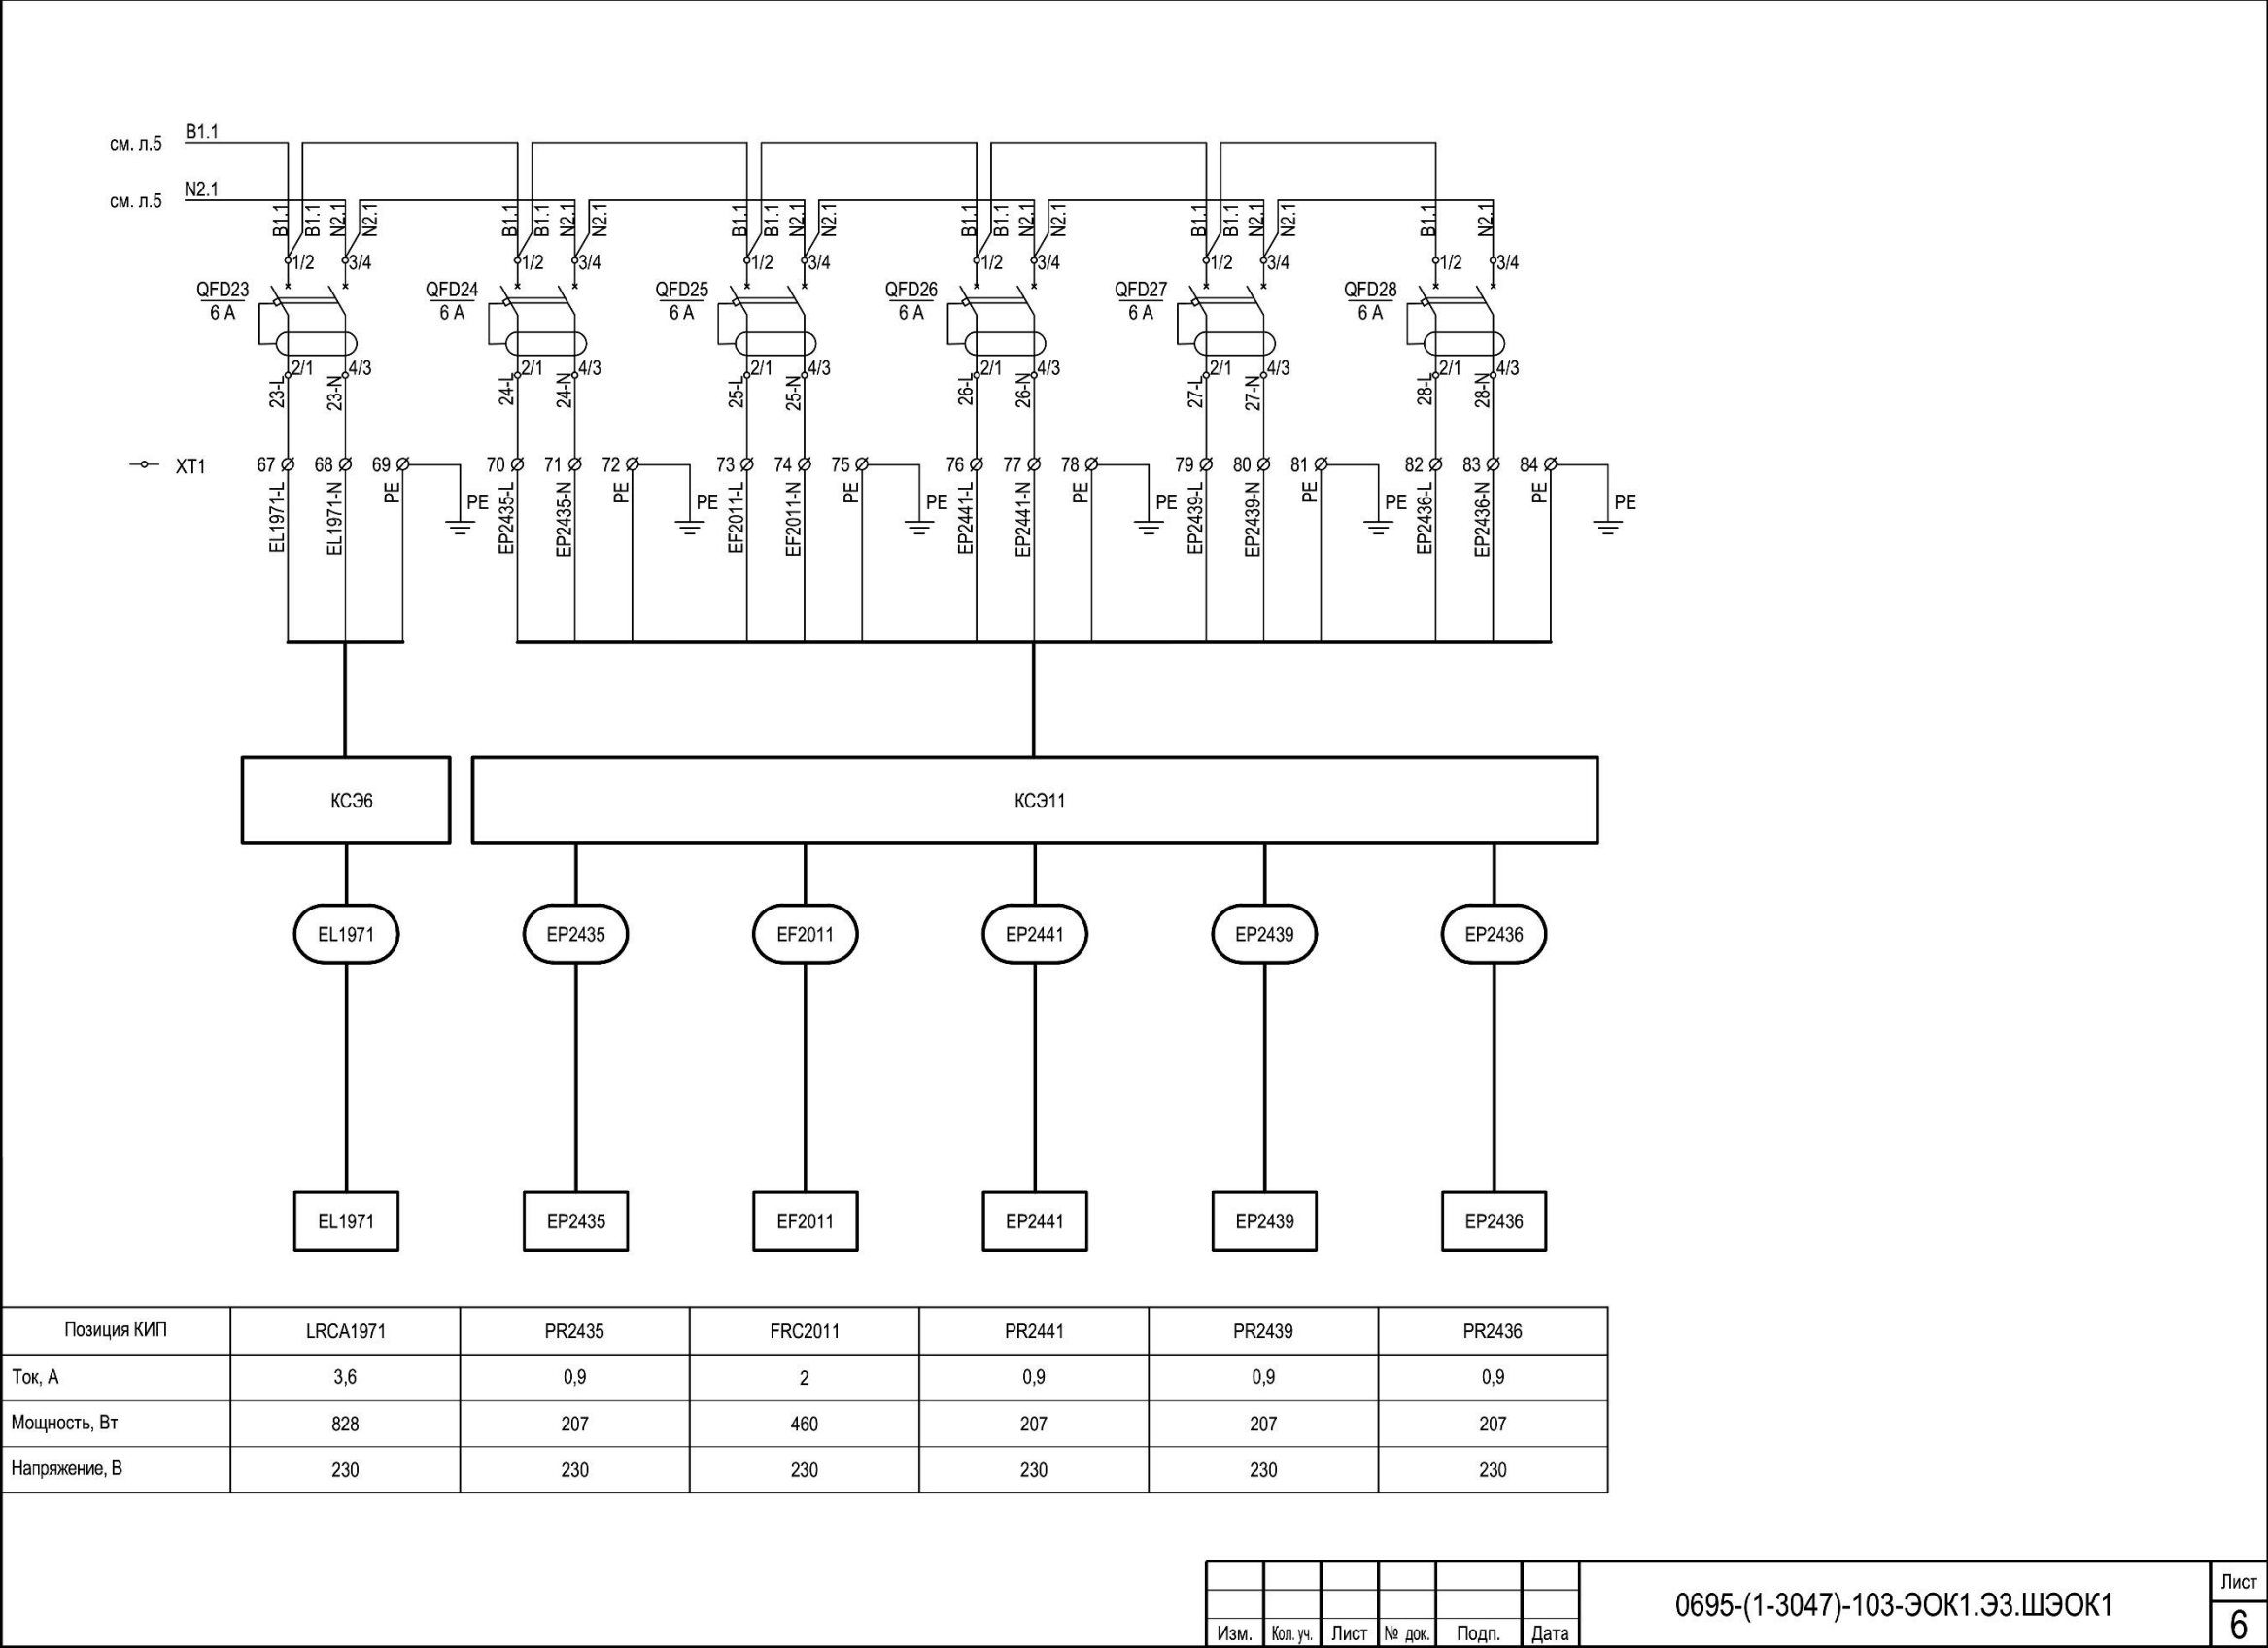 см. л.5 B1.1
см. л.5 N2.1
B1.1 B1.1 N2.1 N2.1 B1.1 B1.1 N2.1 N2.1 B1.1 B1.1 N2.1 N2.1 B1.1 B1.1 N2.1 N2.1 B1.1 B1.1 N2.1 N2.1 B1.1 N2.1
1/2 3/4 1/2 3/4 1/2 3/4 1/2 3/4 1/2 3/4 1/2 3/4
QFD23 QFD24 QFD25 QFD26 QFD27 QFD28
6 А 6 А 6 А 6 А 6 А 6 А
2/1 4/3 2/1 4/3 2/1 4/3 2/1 4/3 2/1 4/3 2/1 4/3
23-L 23-N 24-L 24-N 25-L 25-N 26-L 26-N 27-L 27-N 28-L 28-N
XT1 67 68 69 70 71 72 73 74 75 76 77 78 79 80 81 82 83 84
EL1971-L EL1971-N PE PE EP2435-L EP2435-N PE PE EF2011-L EF2011-N PE PE EP2441-L EP2441-N PE PE EP2439-L EP2439-N PE PE EP2436-L EP2436-N PE PE
КСЭ6 КСЭ11
EL1971 EP2435 EF2011 EP2441 EP2439 EP2436
EL1971 EP2435 EF2011 EP2441 EP2439 EP2436
Позиция КИП LRCA1971 PR2435 FRC2011 PR2441 PR2439 PR2436
Ток, А 3,6 0,9 2 0,9 0,9 0,9
Мощность, Вт 828 207 460 207 207 207
Напряжение, В 230 230 230 230 230 230
0695-(1-3047)-103-ЭОК1.Э3.ШЭОК1
Лист
6
Изм. Кол. уч. Лист № док. Подп. Дата